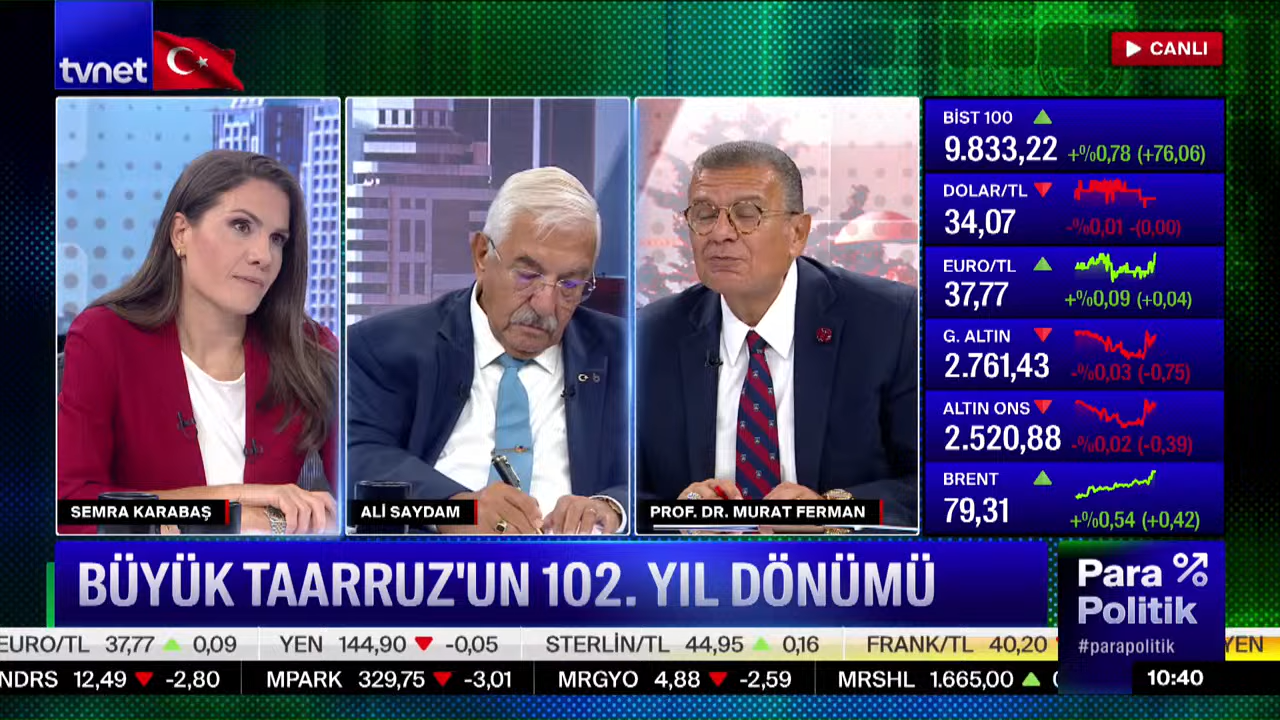 tvnet
CANLI
BİST 100
9.833,22 +%0,78 (+76,06)
DOLAR/TL
34,07 -%0,01 -(0,00)
EURO/TL
37,77 +%0,09 (+0,04)
G. ALTIN
2.761,43 -%0,03 (-0,75)
ALTIN ONS
2.520,88 -%0,02 (-0,39)
BRENT
79,31 +%0,54 (+0,42)
SEMRA KARABAŞ
ALİ SAYDAM
PROF. DR. MURAT FERMAN
BÜYÜK TAARRUZ'UN 102. YIL DÖNÜMÜ
Para %
Politik
#parapolitik
EURO/TL 37,77 0,09 YEN 144,90 -0,05 STERLİN/TL 44,95 0,16 FRANK/TL 40,20 YEN
NDRS 12,49 -2,80 MPARK 329,75 -3,01 MRGYO 4,88 -2,59 MRSHL 1.665,00
10:40